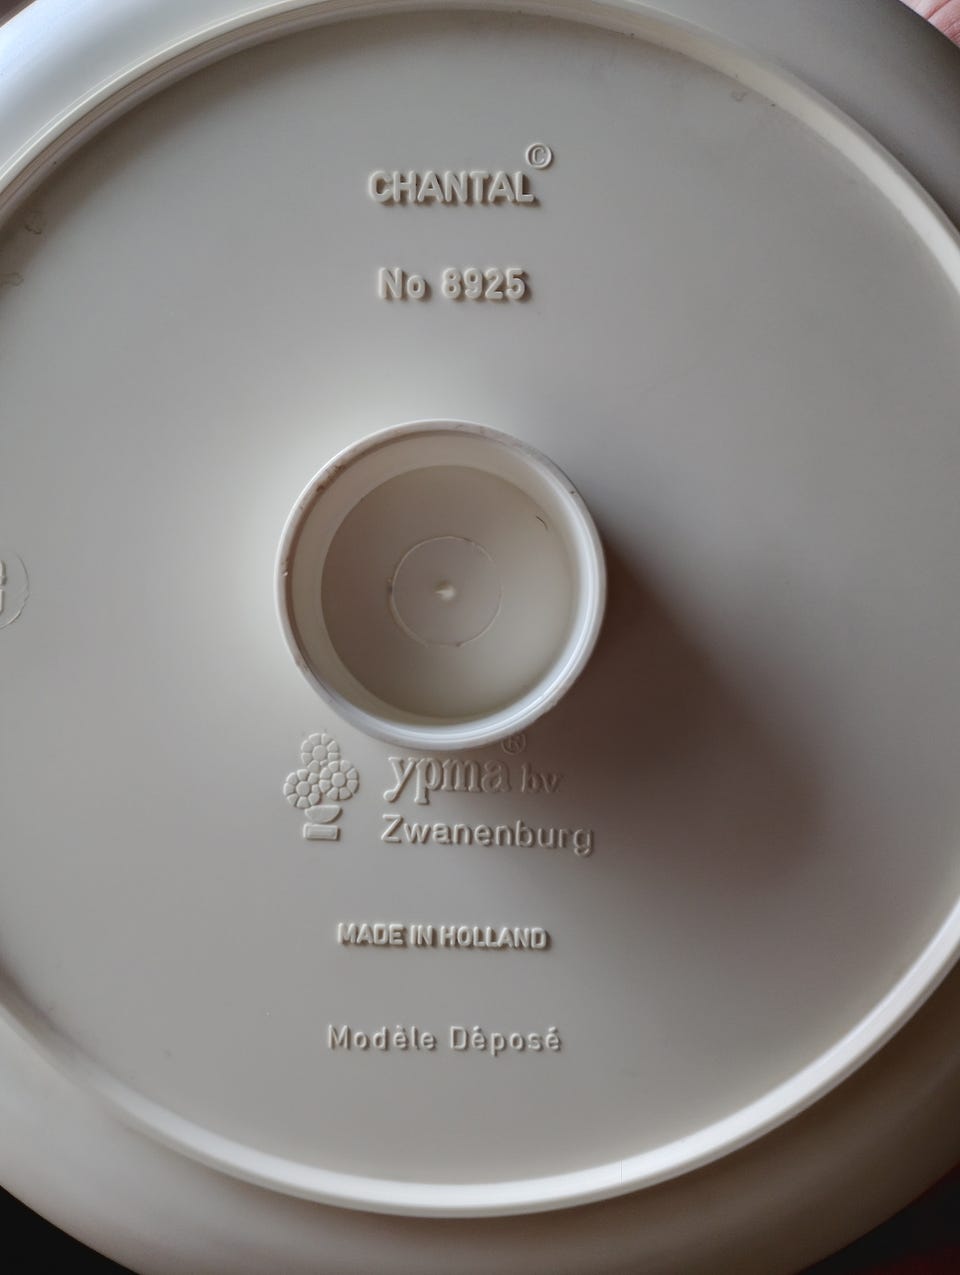 CHANTAL©
No 8925
ypma® bv
Zwanenburg
MADE IN HOLLAND
Modèle Déposé